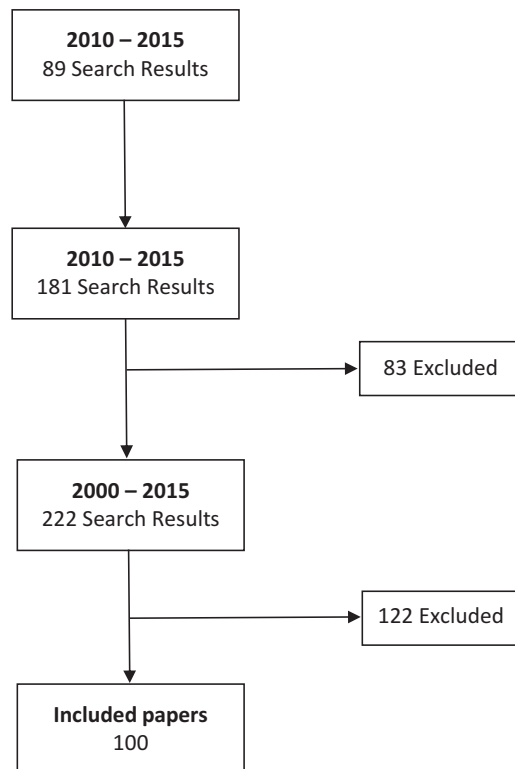 2010 – 2015
89 Search Results
2010 – 2015
181 Search Results
83 Excluded
2000 – 2015
222 Search Results
122 Excluded
Included papers
100